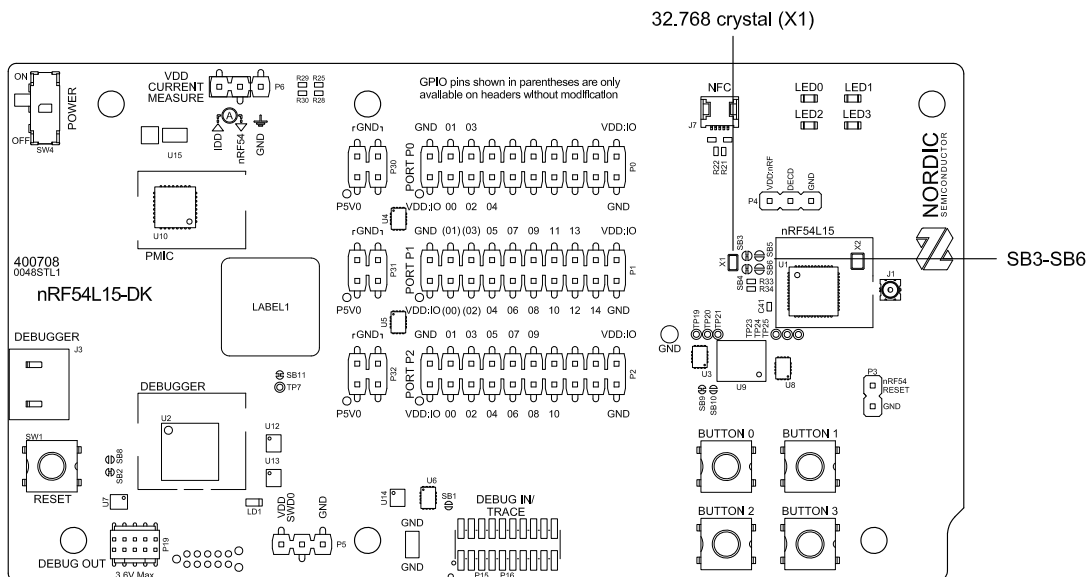 32.768 crystal (X1)
ON
OFF
POWER
SW4
VDD
CURRENT
MEASURE
P6
R29 R25
R30 R28
A
IDD
nRF54
GND
U15
GPIO pins shown in parentheses are only
available on headers without modification
NFC
J7
R22
R21
LED0 LED1
LED2 LED3
NORDIC
SEMICONDUCTOR
GND
P30
P5V0
PORT P0
GND 01 03 VDD:IO
P0
VDD:IO 00 02 04 GND
U4
P4
VDD:nRF
DECD
GND
nRF54L15
U10
PMIC
400708
0048STL1
nRF54L15-DK
LABEL1
GND
P31
P5V0
PORT P1
GND (01) (03) 05 07 09 11 13 VDD:IO
P1
VDD:IO (00) (02) 04 06 08 10 12 14 GND
U5
X1
SB3
SB5
SB4
SB6
R33
R34
C41
U1
X2
J1
SB3-SB6
DEBUGGER
J3
GND
P32
P5V0
PORT P2
GND 01 03 05 07 09 VDD:IO
P2
VDD:IO 00 02 04 06 08 10 GND
GND
TP19
TP20
TP21
TP23
TP24
TP25
U3
U9
U8
SB9
SB10
P3
nRF54
RESET
GND
SB11
TP7
DEBUGGER
U2
U12
U13
SW1
RESET
SB8
SB2
U7
LD1
BUTTON 0 BUTTON 1
BUTTON 2 BUTTON 3
P19
DEBUG OUT
3.6V Max
VDD
SWD0
GND
P5
U14
U6
SB1
GND
GND
DEBUG IN/
TRACE
P15 P16